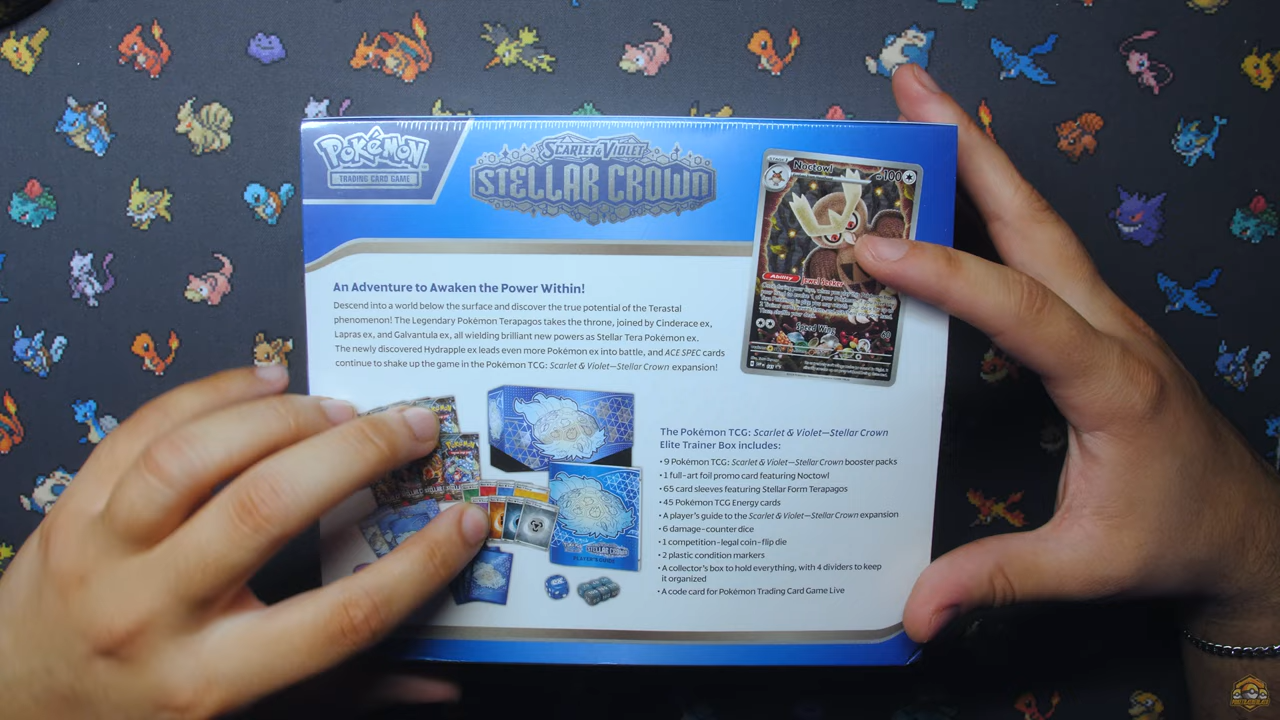 Pokémon
TRADING CARD GAME
SCARLET & VIOLET
STELLAR CROWN
Noctowl
100
An Adventure to Awaken the Power Within!
Descend into a world below the surface and discover the true potential of the Terastal
phenomenon! The Legendary Pokémon Terapagos takes the throne, joined by Cinderace ex,
Lapras ex, and Galvantula ex, all wielding brilliant new powers as Stellar Tera Pokémon ex.
The newly discovered Hydrapple ex leads even more Pokémon ex into battle, and ACE SPEC cards
continue to shake up the game in the Pokémon TCG: Scarlet & Violet—Stellar Crown expansion!
Ability Jewel Seeker
Speed Wing 60
The Pokémon TCG: Scarlet & Violet—Stellar Crown
Elite Trainer Box includes:
• 9 Pokémon TCG: Scarlet & Violet—Stellar Crown booster packs
• 1 full-art foil promo card featuring Noctowl
• 65 card sleeves featuring Stellar Form Terapagos
• 45 Pokémon TCG Energy cards
• A player's guide to the Scarlet & Violet—Stellar Crown expansion
• 6 damage-counter dice
• 1 competition-legal coin-flip die
• 2 plastic condition markers
• A collector's box to hold everything, with 4 dividers to keep
it organized
• A code card for Pokémon Trading Card Game Live
STELLAR CROWN
PLAYER'S GUIDE